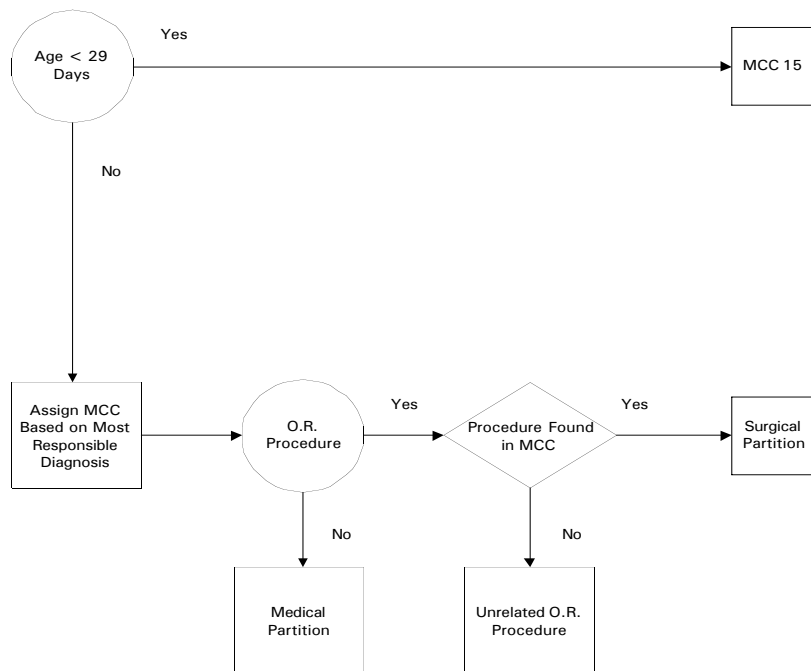 Yes
Age < 29
Days
MCC 15
No
Assign MCC
Based on Most
Responsible
Diagnosis
O.R.
Procedure
Yes
Procedure Found
in MCC
Yes
Surgical
Partition
No
No
Medical
Partition
Unrelated O.R.
Procedure